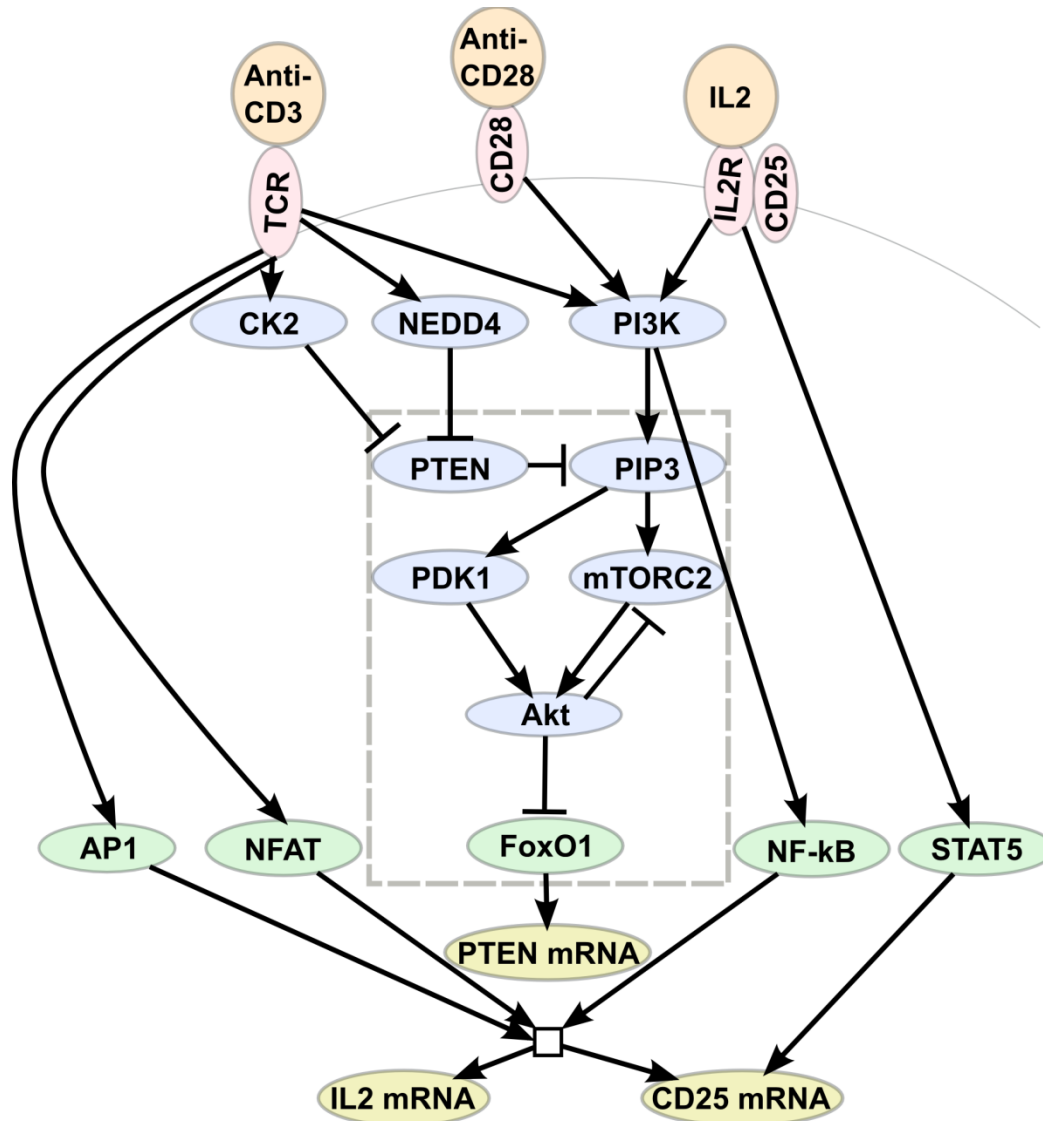 Anti-
CD3
Anti-
CD28
IL2
TCR
CD28
IL2R
CD25
CK2
NEDD4
PI3K
PTEN
PIP3
PDK1
mTORC2
Akt
AP1
NFAT
FoxO1
NF-kB
STAT5
PTEN mRNA
IL2 mRNA
CD25 mRNA